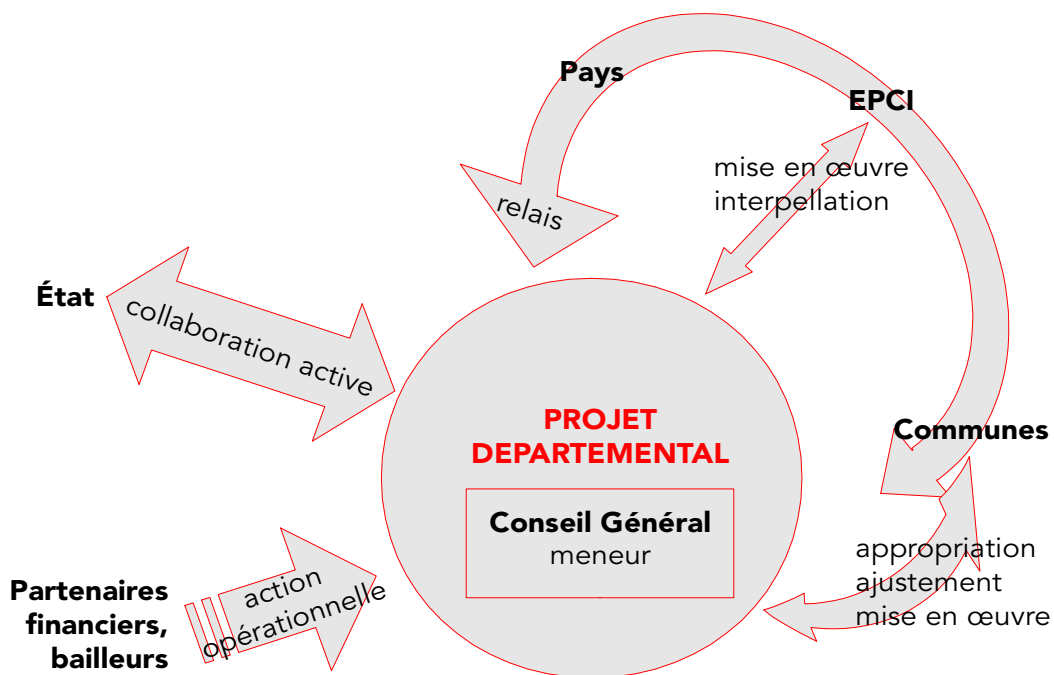 Pays
EPCI
mise en œuvre
interpellation
relais
État
collaboration active
PROJET
DEPARTEMENTAL
Communes
Conseil Général
meneur
appropriation
ajustement
mise en œuvre
Partenaires
financiers,
bailleurs
action
opérationnelle